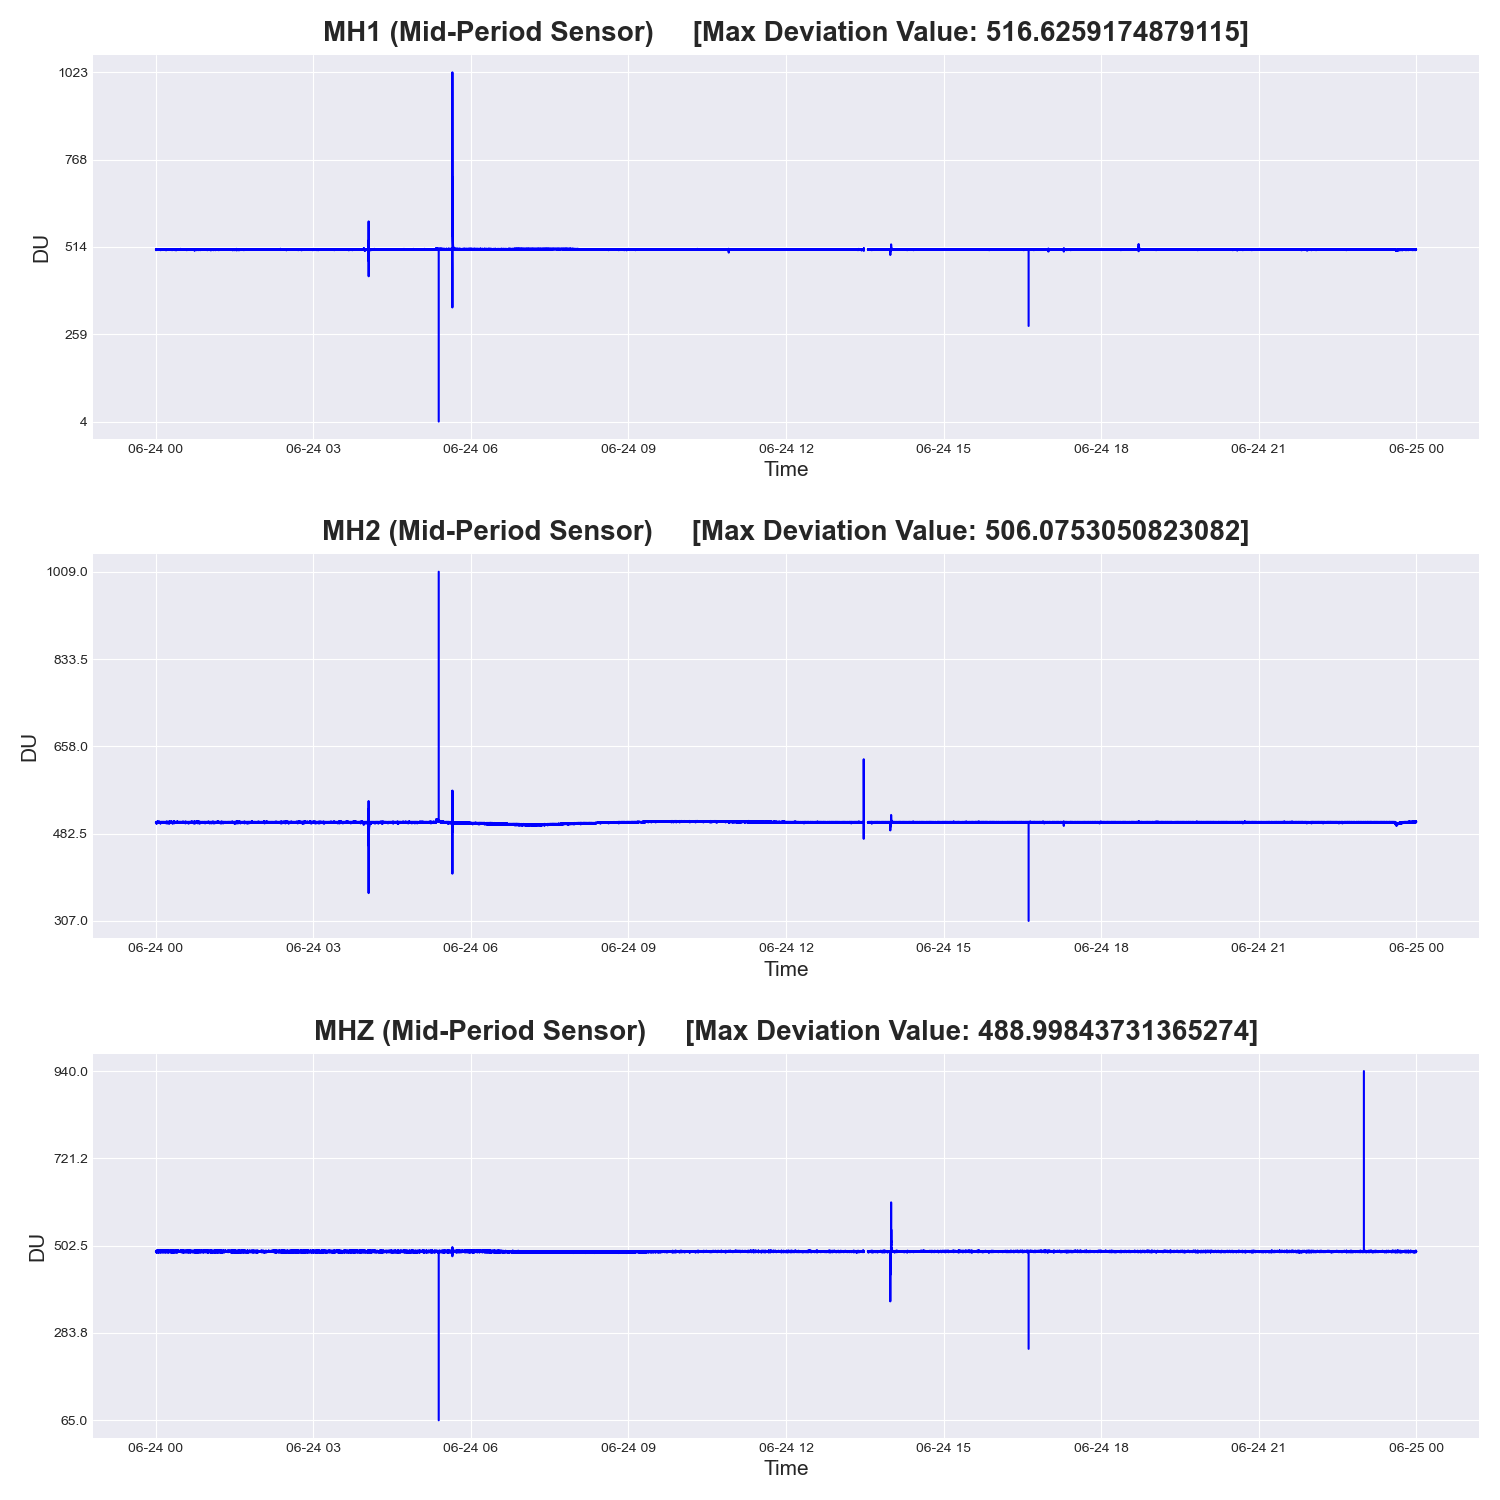 MH1 (Mid-Period Sensor) [Max Deviation Value: 516.6259174879115]
1023
768
514
259
4
DU
06-24 00 06-24 03 06-24 06 06-24 09 06-24 12 06-24 15 06-24 18 06-24 21 06-25 00
Time
MH2 (Mid-Period Sensor) [Max Deviation Value: 506.0753050823082]
1009.0
833.5
658.0
482.5
307.0
DU
06-24 00 06-24 03 06-24 06 06-24 09 06-24 12 06-24 15 06-24 18 06-24 21 06-25 00
Time
MHZ (Mid-Period Sensor) [Max Deviation Value: 488.99843731365274]
940.0
721.2
502.5
283.8
65.0
DU
06-24 00 06-24 03 06-24 06 06-24 09 06-24 12 06-24 15 06-24 18 06-24 21 06-25 00
Time